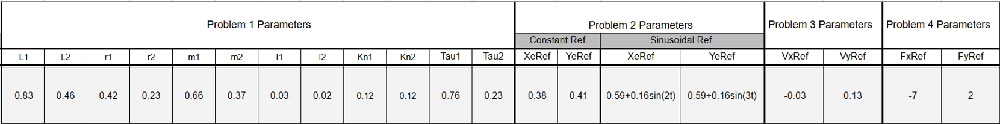 Problem 1 Parameters
Problem 2 Parameters
Problem 3 Parameters
Problem 4 Parameters
Constant Ref.
Sinusoidal Ref.
L1 L2 r1 r2 m1 m2 I1 I2 Kn1 Kn2 Tau1 Tau2 XeRef YeRef XeRef YeRef VxRef VyRef FxRef FyRef
0.83 0.46 0.42 0.23 0.66 0.37 0.03 0.02 0.12 0.12 0.76 0.23 0.38 0.41 0.59+0.16sin(2t) 0.59+0.16sin(3t) -0.03 0.13 -7 2